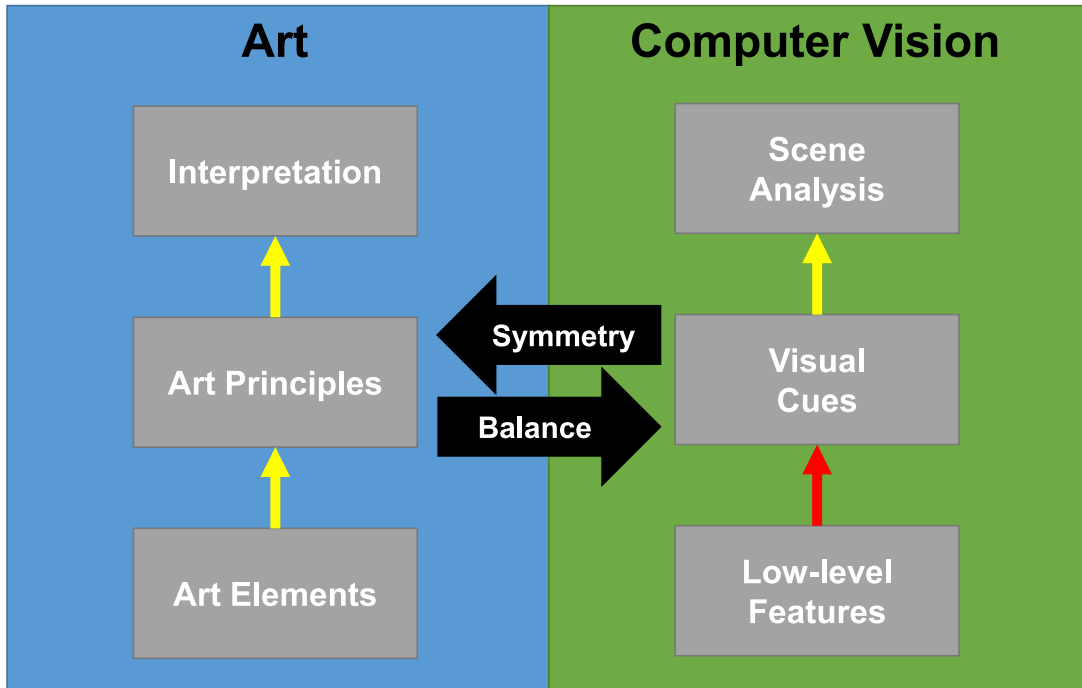 Art
Computer Vision
Interpretation
Scene
Analysis
Symmetry
Art Principles
Visual
Cues
Balance
Art Elements
Low-level
Features